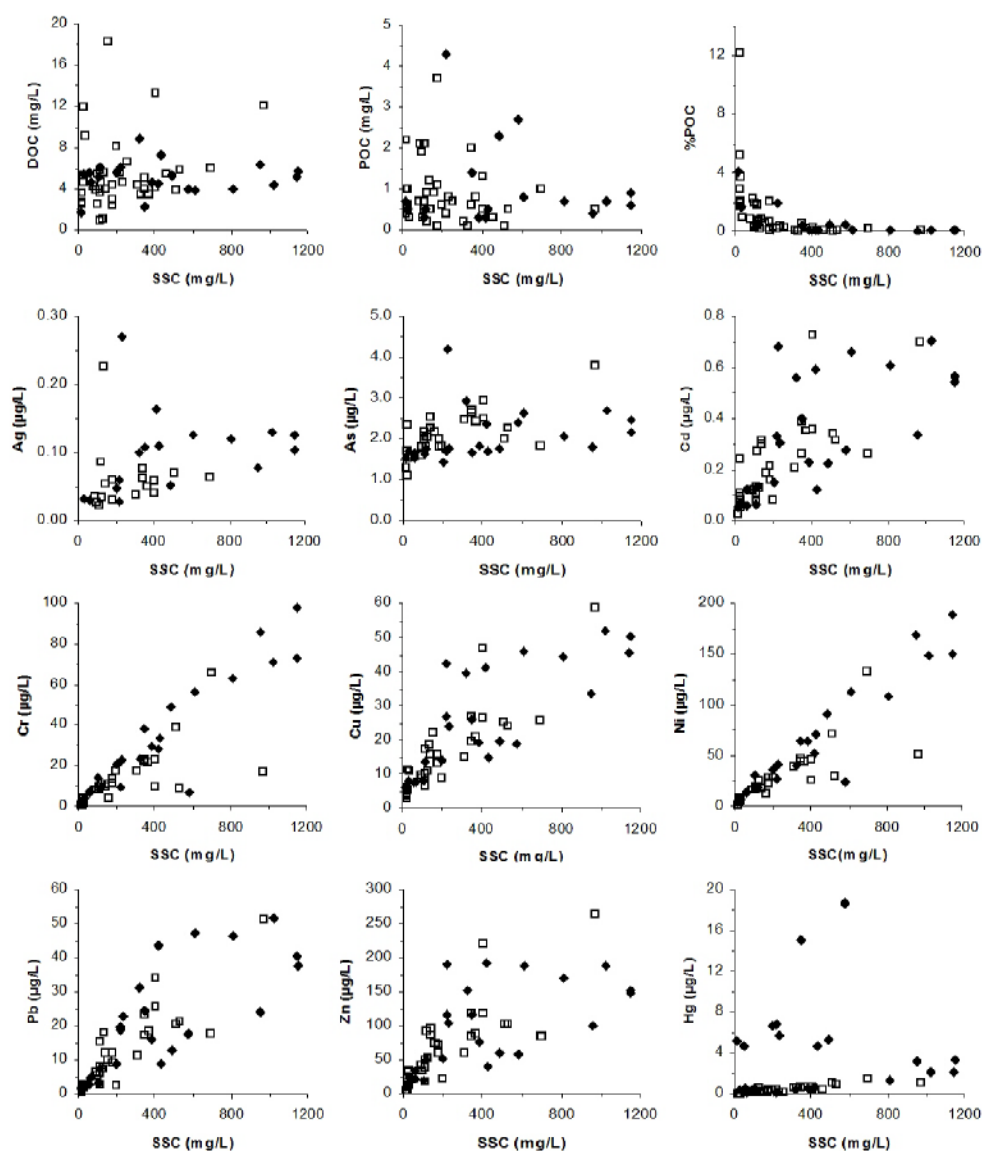 20
16
12
8
4
0
DOC (mg/L)
0 400 800 1200
SSC (mg/L)
5
4
3
2
1
0
POC (mg/L)
0 400 800 1200
SSC (mg/L)
12
8
4
0
%POC
0 400 800 1200
SSC (mg/L)
0.30
0.20
0.10
0.00
Ag (µg/L)
0 400 800 1200
SSC (mg/L)
5.0
4.0
3.0
2.0
1.0
0.0
As (µg/L)
0 400 800 1200
SSC (mg/L)
0.8
0.6
0.4
0.2
0.0
Cd (µg/L)
0 400 800 1200
SSC (mg/L)
100
80
60
40
20
0
Cr (µg/L)
0 400 800 1200
SSC (mg/L)
60
50
40
30
20
10
0
Cu (µg/L)
0 400 800 1200
SSC (mg/L)
200
150
100
50
0
Ni (µg/L)
0 400 800 1200
SSC(mg/L)
60
50
40
30
20
10
0
Pb (µg/L)
0 400 800 1200
SSC (mg/L)
300
250
200
150
100
50
0
Zn (µg/L)
0 400 800 1200
SSC (mg/L)
20
16
12
8
4
0
Hg (µg/L)
0 400 800 1200
SSC (mg/L)